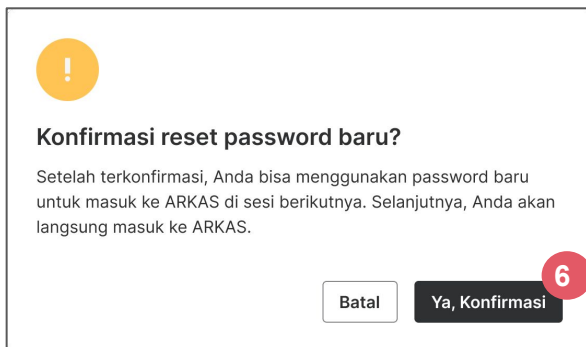 !
Konfirmasi reset password baru?
Setelah terkonfirmasi, Anda bisa menggunakan password baru
untuk masuk ke ARKAS di sesi berikutnya. Selanjutnya, Anda akan
langsung masuk ke ARKAS.
6
Batal Ya, Konfirmasi